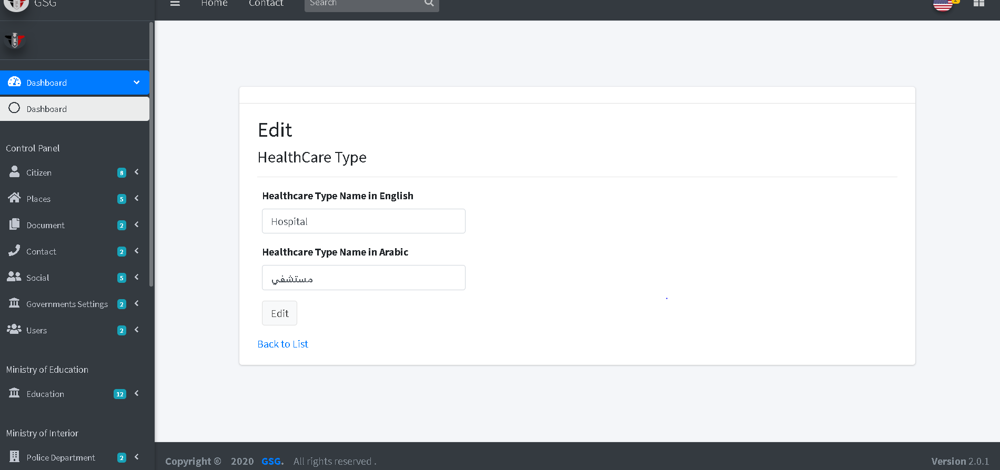 GSG
Home
Contact
Search
2
Dashboard
Dashboard
Control Panel
Citizen 8
Places 5
Document 2
Contact 2
Social 5
Governments Settings 2
Users 2
Ministry of Education
Education 12
Ministry of Interior
Police Department 2
Edit
HealthCare Type
Healthcare Type Name in English
Hospital
Healthcare Type Name in Arabic
مستشفي
Edit
Back to List
Copyright © 2020 GSG. All rights reserved .
Version 2.0.1